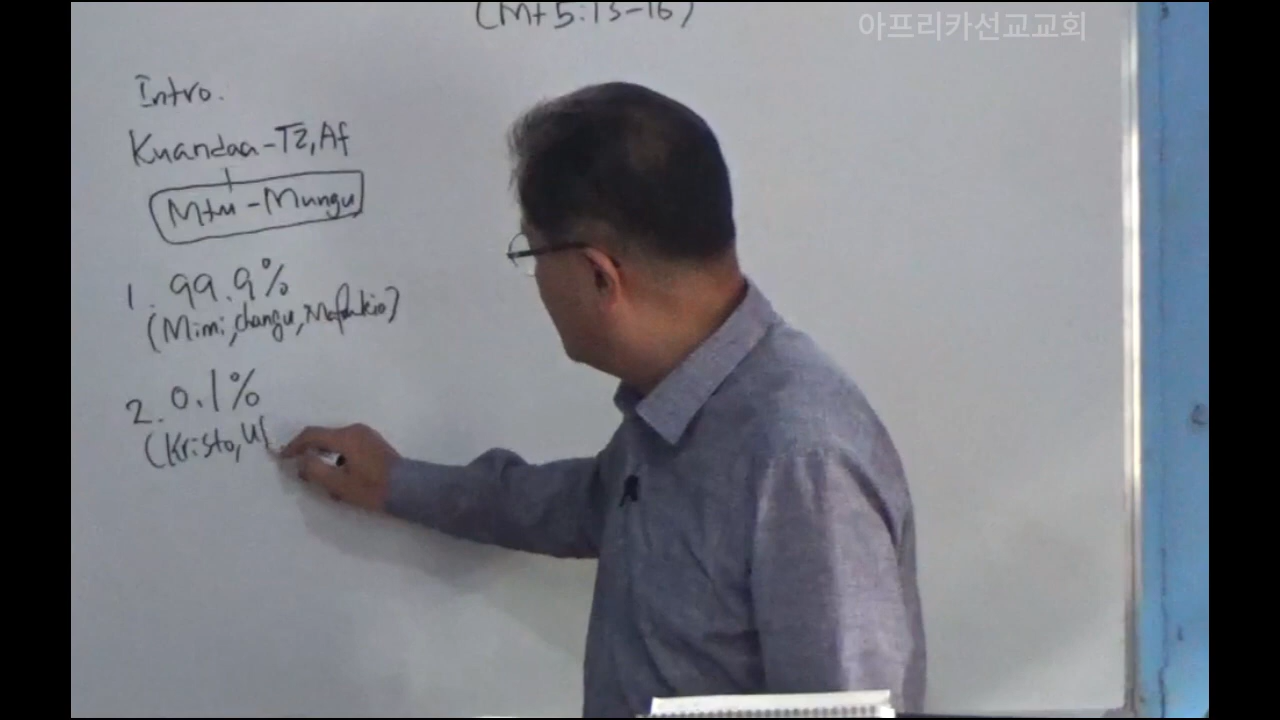 (Mt 5:13-16)
아프리카선교교회
Intro.
Kuandaa-TZ,Af
Mtu-Mungu
1. 99.9%
(Mimi, changu, Mafanikio)
2. 0.1%
(Kristo, U